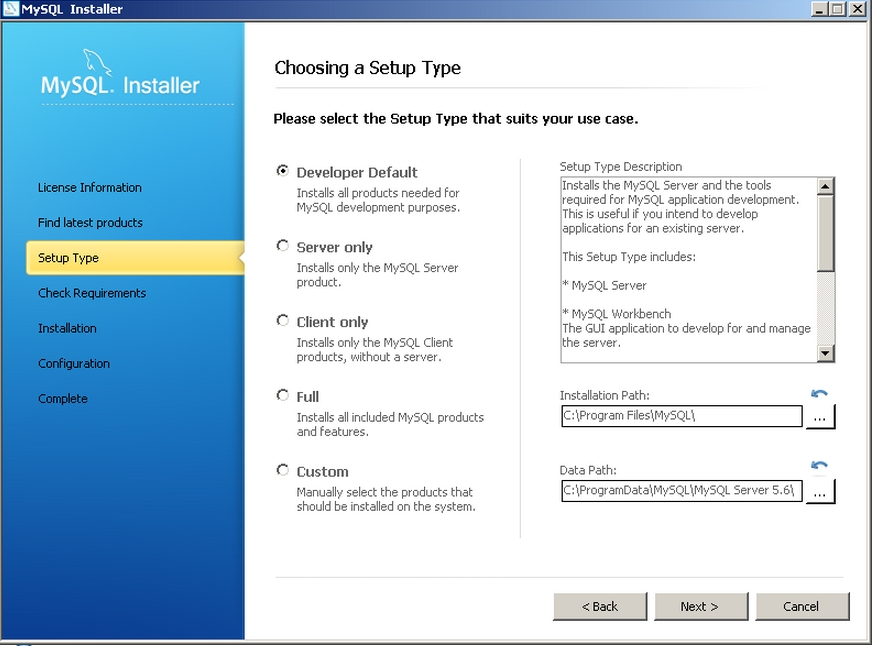 MySQL Installer
MySQL. Installer
License Information
Find latest products
Setup Type
Check Requirements
Installation
Configuration
Complete
Choosing a Setup Type
Please select the Setup Type that suits your use case.
Developer Default
Installs all products needed for
MySQL development purposes.
Server only
Installs only the MySQL Server
product.
Client only
Installs only the MySQL Client
products, without a server.
Full
Installs all included MySQL products
and features.
Custom
Manually select the products that
should be installed on the system.
Setup Type Description
Installs the MySQL Server and the tools
required for MySQL application development.
This is useful if you intend to develop
applications for an existing server.
This Setup Type includes:
* MySQL Server
* MySQL Workbench
The GUI application to develop for and manage
the server.
Installation Path:
C:\Program Files\MySQL\
...
Data Path:
C:\ProgramData\MySQL\MySQL Server 5.6\
...
< Back
Next >
Cancel